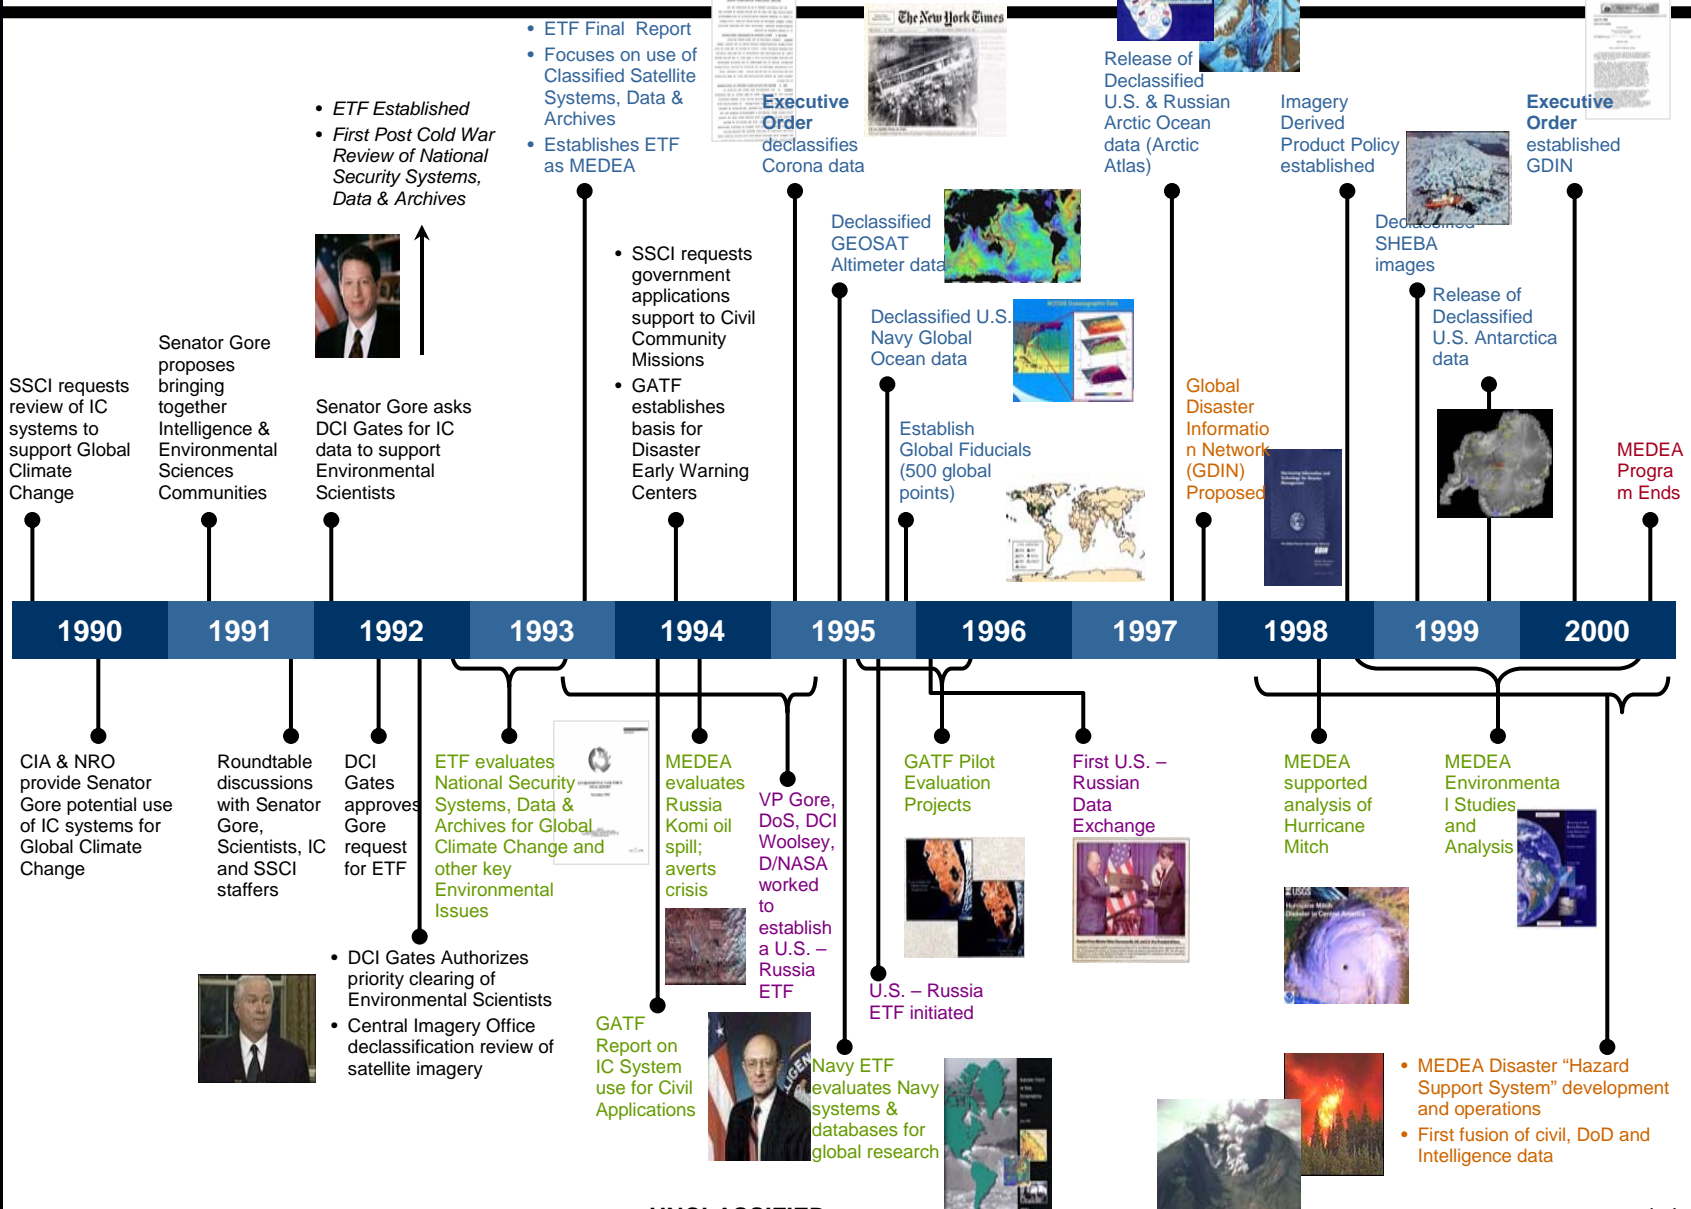 • ETF Final Report
• Focuses on use of
Classified Satellite
Systems, Data &
Archives
• Establishes ETF
as MEDEA
The New York Times
Executive
Order
declassifies
Corona data
Release of
Declassified
U.S. & Russian
Arctic Ocean
data (Arctic
Atlas)
Imagery
Derived
Product Policy
established
Executive
Order
established
GDIN
• ETF Established
• First Post Cold War
Review of National
Security Systems,
Data & Archives
Declassified
GEOSAT
Altimeter data
Declassified
SHEBA
images
• SSCI requests
government
applications
support to Civil
Community
Missions
• GATF
establishes
basis for
Disaster
Early Warning
Centers
Declassified U.S.
Navy Global
Ocean data
Release of
Declassified
U.S. Antarctica
data
SSCI requests
review of IC
systems to
support Global
Climate
Change
Senator Gore
proposes
bringing
together
Intelligence &
Environmental
Sciences
Communities
Senator Gore asks
DCI Gates for IC
data to support
Environmental
Scientists
Establish
Global Fiducials
(500 global
points)
Global
Disaster
Informatio
n Network
(GDIN)
Proposed
GDIN
MEDEA
Progra
m Ends
1990 1991 1992 1993 1994 1995 1996 1997 1998 1999 2000
CIA & NRO
provide Senator
Gore potential use
of IC systems for
Global Climate
Change
Roundtable
discussions
with Senator
Gore,
Scientists, IC
and SSCI
staffers
DCI
Gates
approves
Gore
request
for ETF
ETF evaluates
National Security
Systems, Data &
Archives for Global
Climate Change and
other key
Environmental
Issues
MEDEA
evaluates
Russia
Komi oil
spill;
averts
crisis
VP Gore,
DoS, DCI
Woolsey,
D/NASA
worked
to
establish
a U.S. –
Russia
ETF
GATF Pilot
Evaluation
Projects
First U.S. –
Russian
Data
Exchange
MEDEA
supported
analysis of
Hurricane
Mitch
MEDEA
Environmenta
l Studies
and
Analysis
USGS
Hurricane Mitch
Disaster in Central America
• DCI Gates Authorizes
priority clearing of
Environmental Scientists
• Central Imagery Office
declassification review of
satellite imagery
GATF
Report on
IC System
use for Civil
Applications
U.S. – Russia
ETF initiated
Navy ETF
evaluates Navy
systems &
databases for
global research
• MEDEA Disaster “Hazard
Support System” development
and operations
• First fusion of civil, DoD and
Intelligence data
UNCLASSIFIED